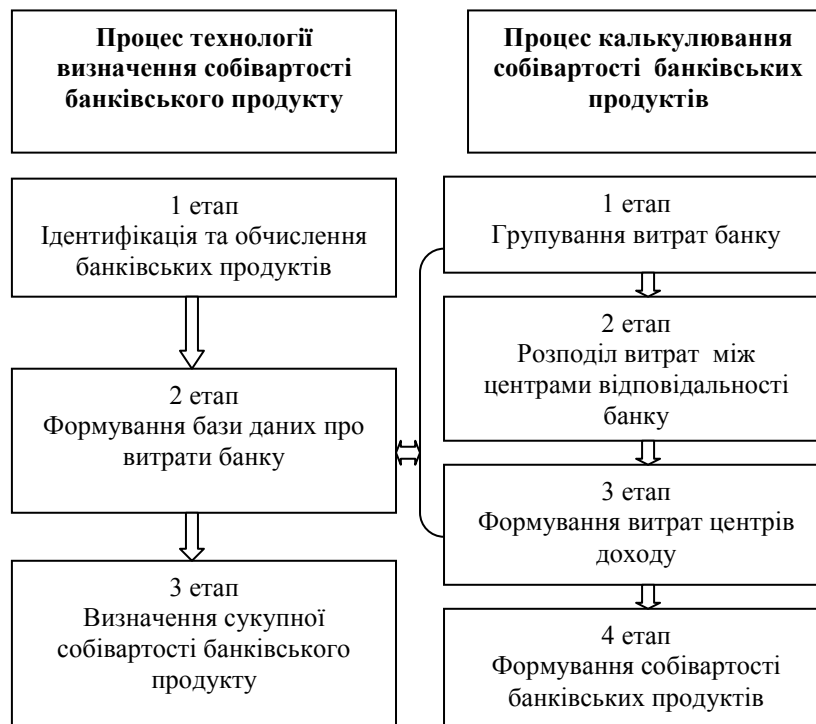 Процес технології
визначення собівартості
банківського продукту
1 етап
Ідентифікація та обчислення
банківських продуктів
2 етап
Формування бази даних про
витрати банку
3 етап
Визначення сукупної
собівартості банківського
продукту
Процес калькулювання
собівартості банківських
продуктів
1 етап
Групування витрат банку
2 етап
Розподіл витрат між
центрами відповідальності
банку
3 етап
Формування витрат центрів
доходу
4 етап
Формування собівартості
банківських продуктів